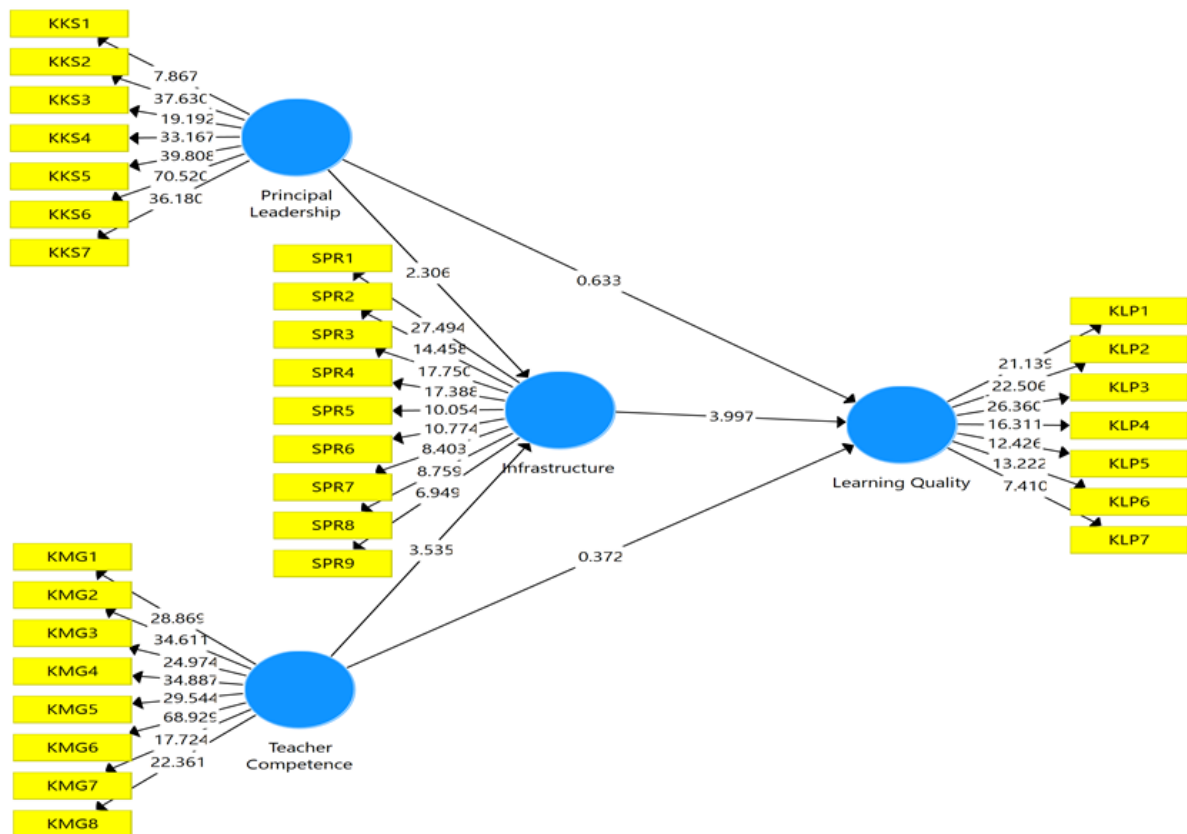 KKS1
KKS2
KKS3
KKS4
KKS5
KKS6
KKS7
7.867
37.630
19.192
33.167
39.808
70.520
36.180
Principal
Leadership
2.306
0.633
SPR1
SPR2
SPR3
SPR4
SPR5
SPR6
SPR7
SPR8
SPR9
27.494
14.458
17.750
17.388
10.054
10.774
8.403
8.759
6.949
Infrastructure
3.997
3.535
0.372
KLP1
KLP2
KLP3
KLP4
KLP5
KLP6
KLP7
21.139
22.506
26.360
16.311
12.426
13.222
7.410
Learning Quality
KMG1
KMG2
KMG3
KMG4
KMG5
KMG6
KMG7
KMG8
28.869
34.611
24.974
34.887
29.544
68.929
17.724
22.361
Teacher
Competence